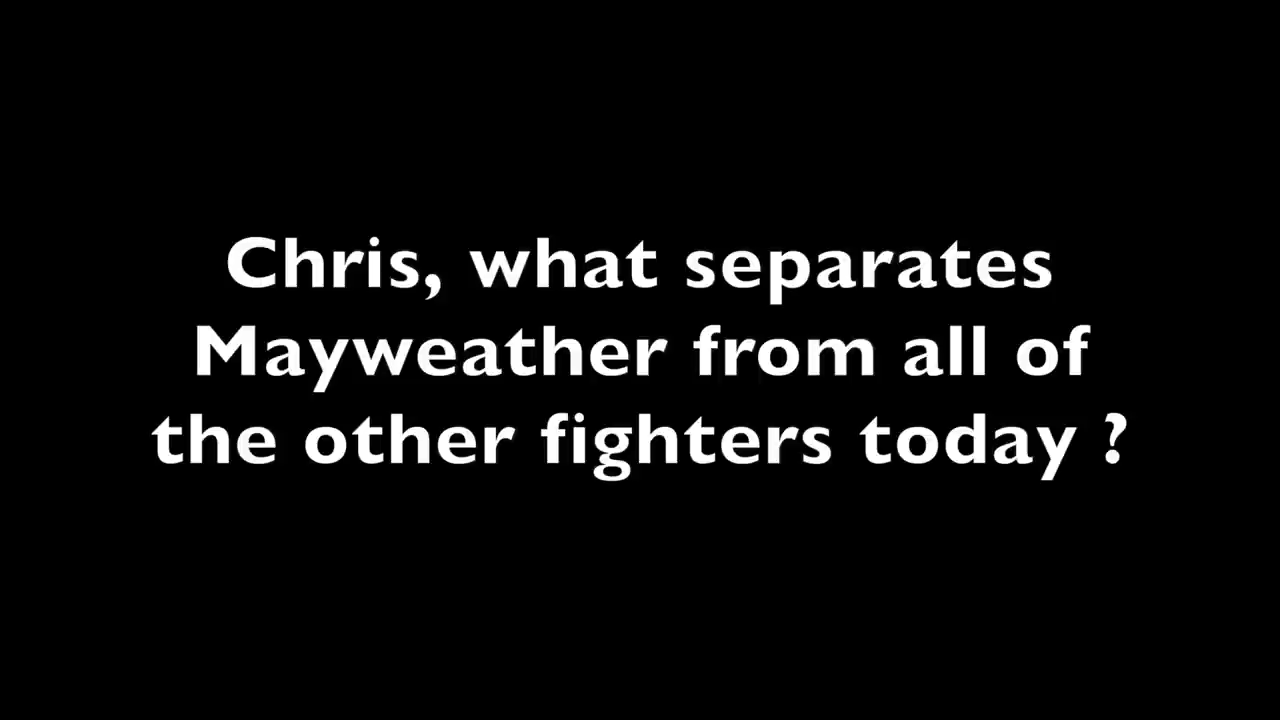 Chris, what separates
Mayweather from all of
the other fighters today ?